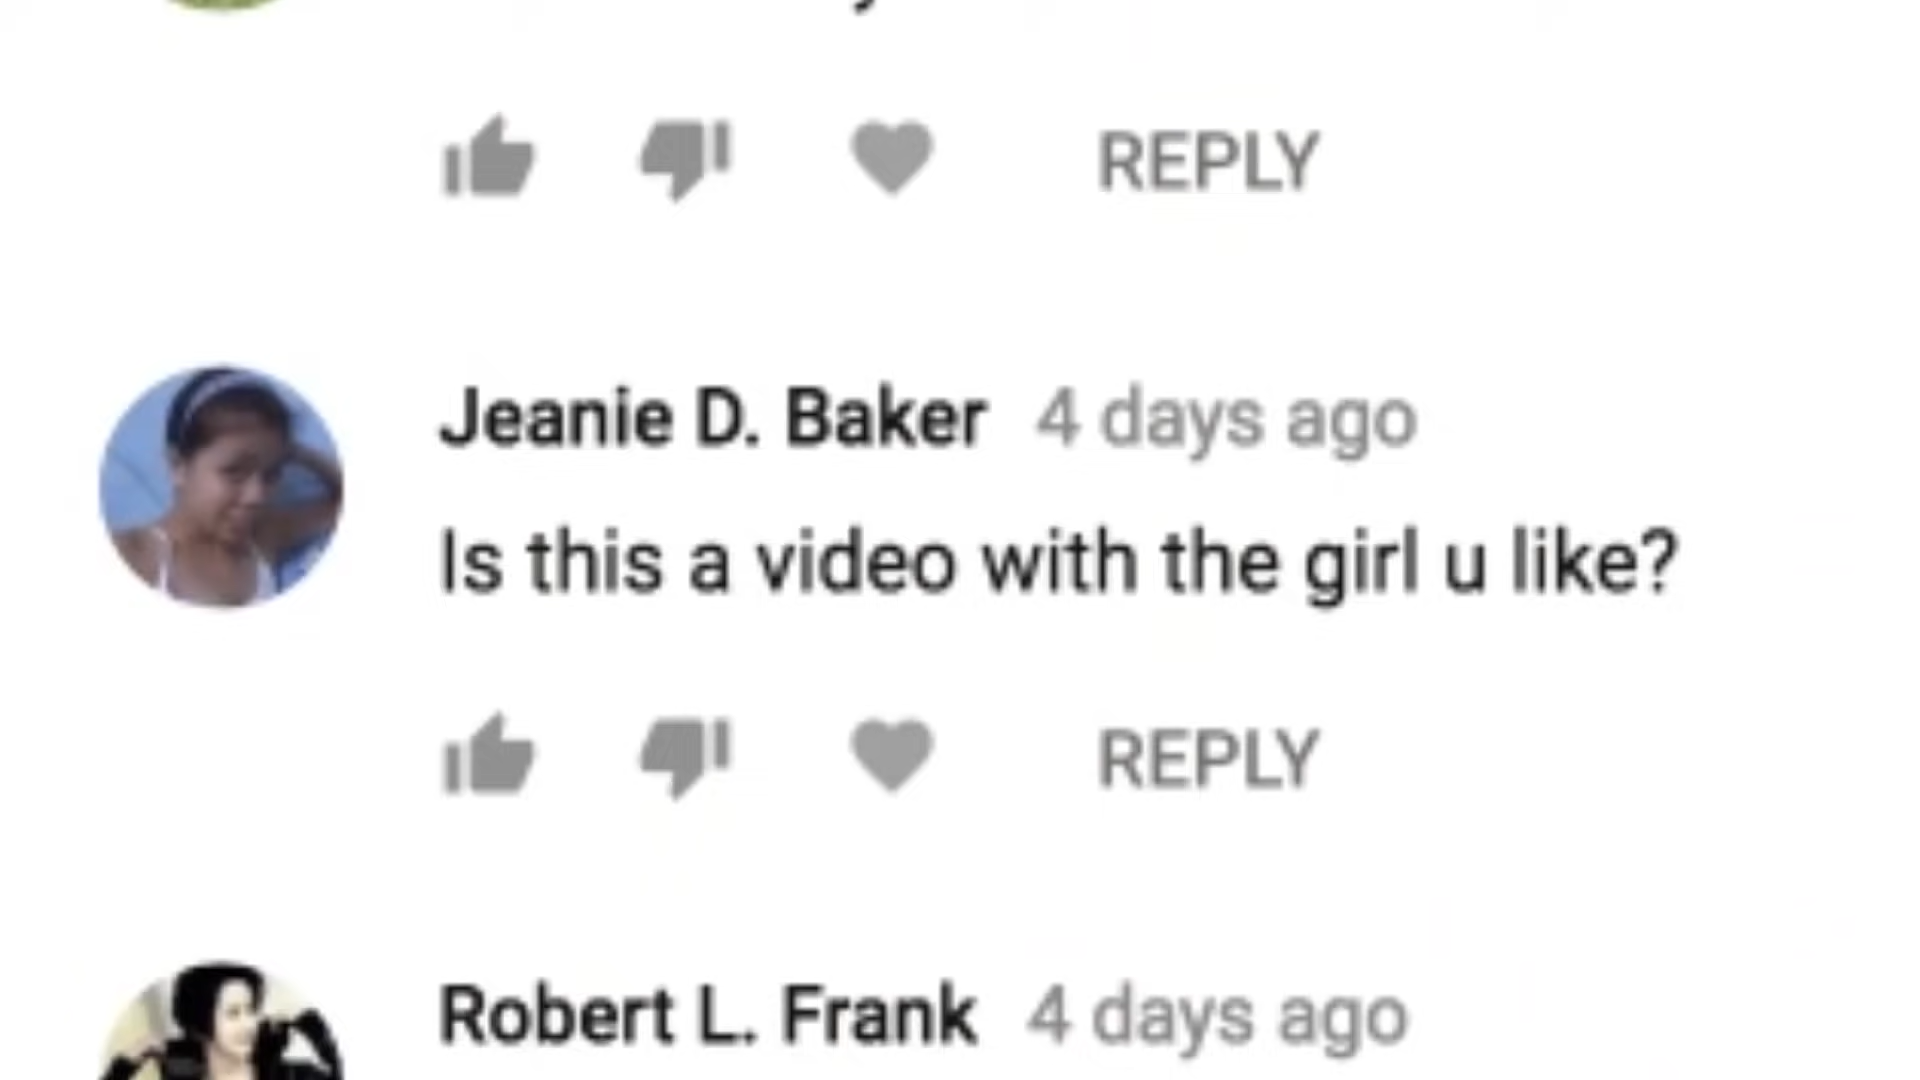 REPLY
Jeanie D. Baker 4 days ago
Is this a video with the girl u like?
REPLY
Robert L. Frank 4 days ago